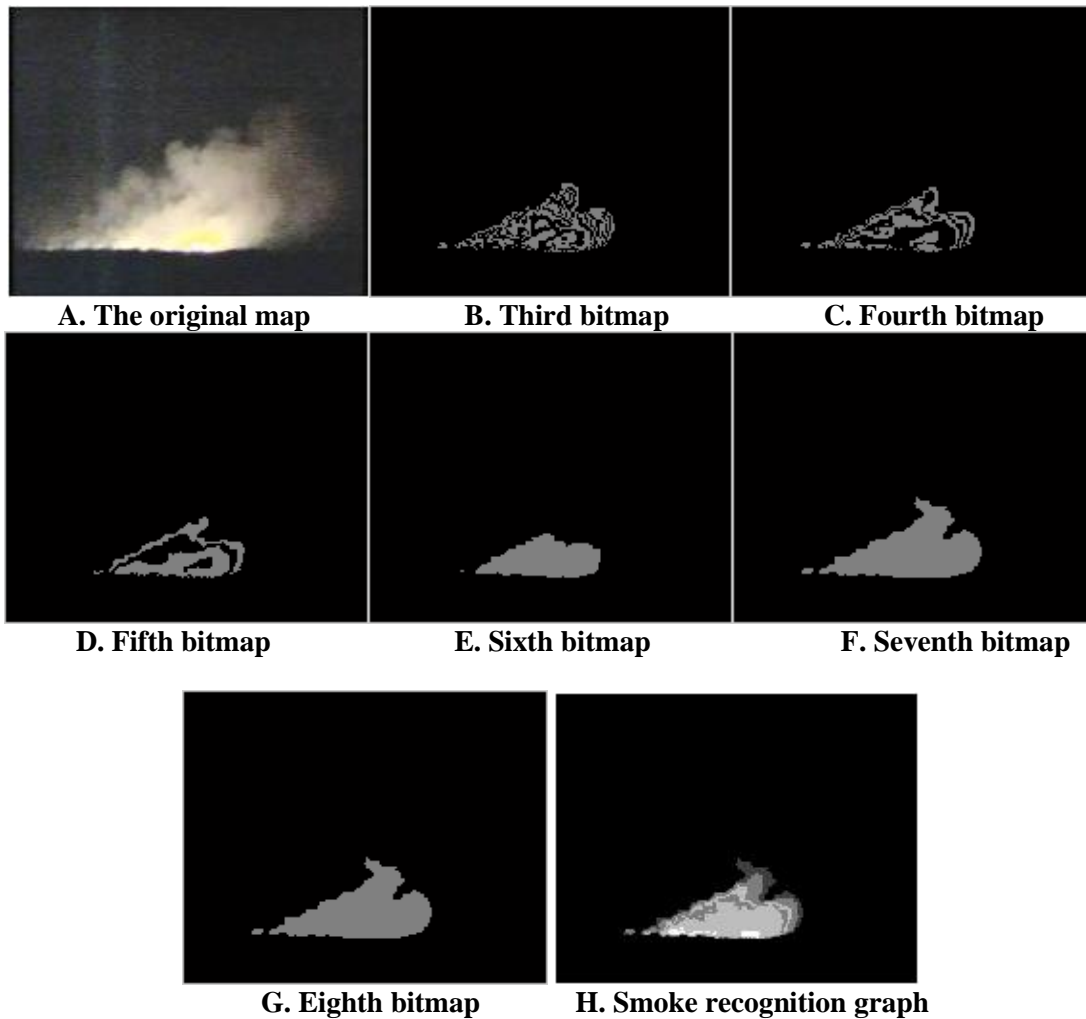 A. The original map
B. Third bitmap
C. Fourth bitmap
D. Fifth bitmap
E. Sixth bitmap
F. Seventh bitmap
G. Eighth bitmap
H. Smoke recognition graph